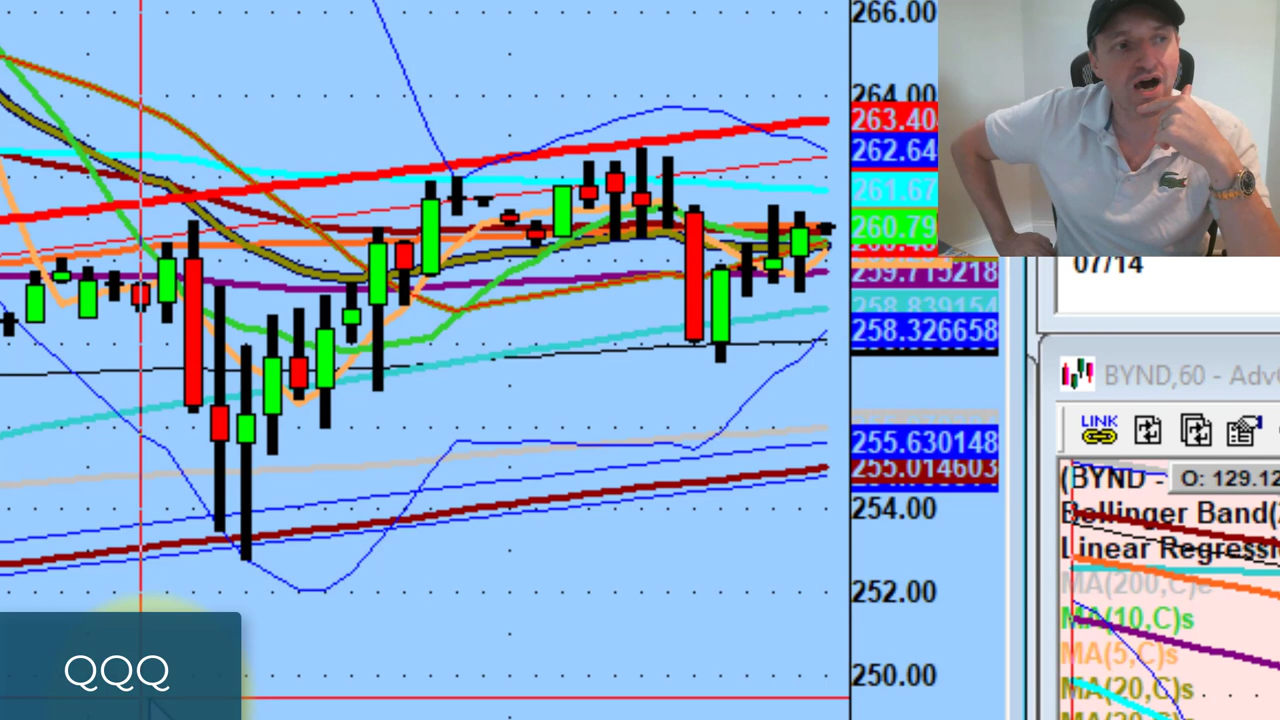 266.00
264.00
263.40
262.64
261.67
260.79
259.715218
258.839154
258.326658
255.630148
255.014603
254.00
252.00
250.00
07/14
BYND,60 - Adv
LINK
(BYND -
O: 129.12
Bollinger Band(
Linear Regressi
MA(200,C)
MA(10,C)s
MA(5,C)s
MA(20,C)s
QQQ